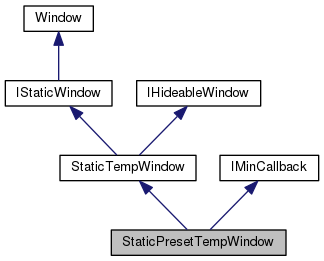 Window
IStaticWindow
IHideableWindow
StaticTempWindow
IMinCallback
StaticPresetTempWindow